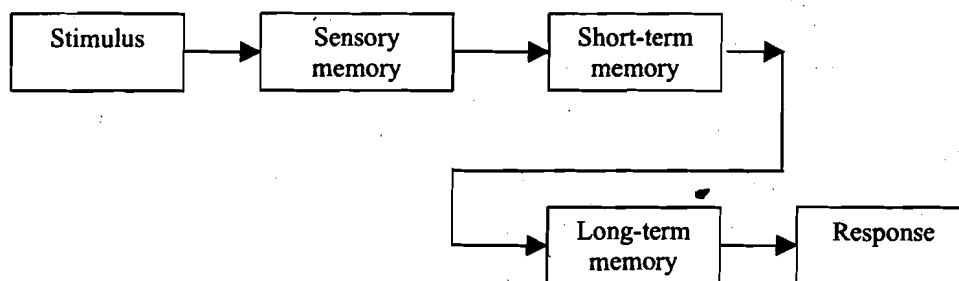 Stimulus
Sensory
memory
Short-term
memory
Long-term
memory
Response